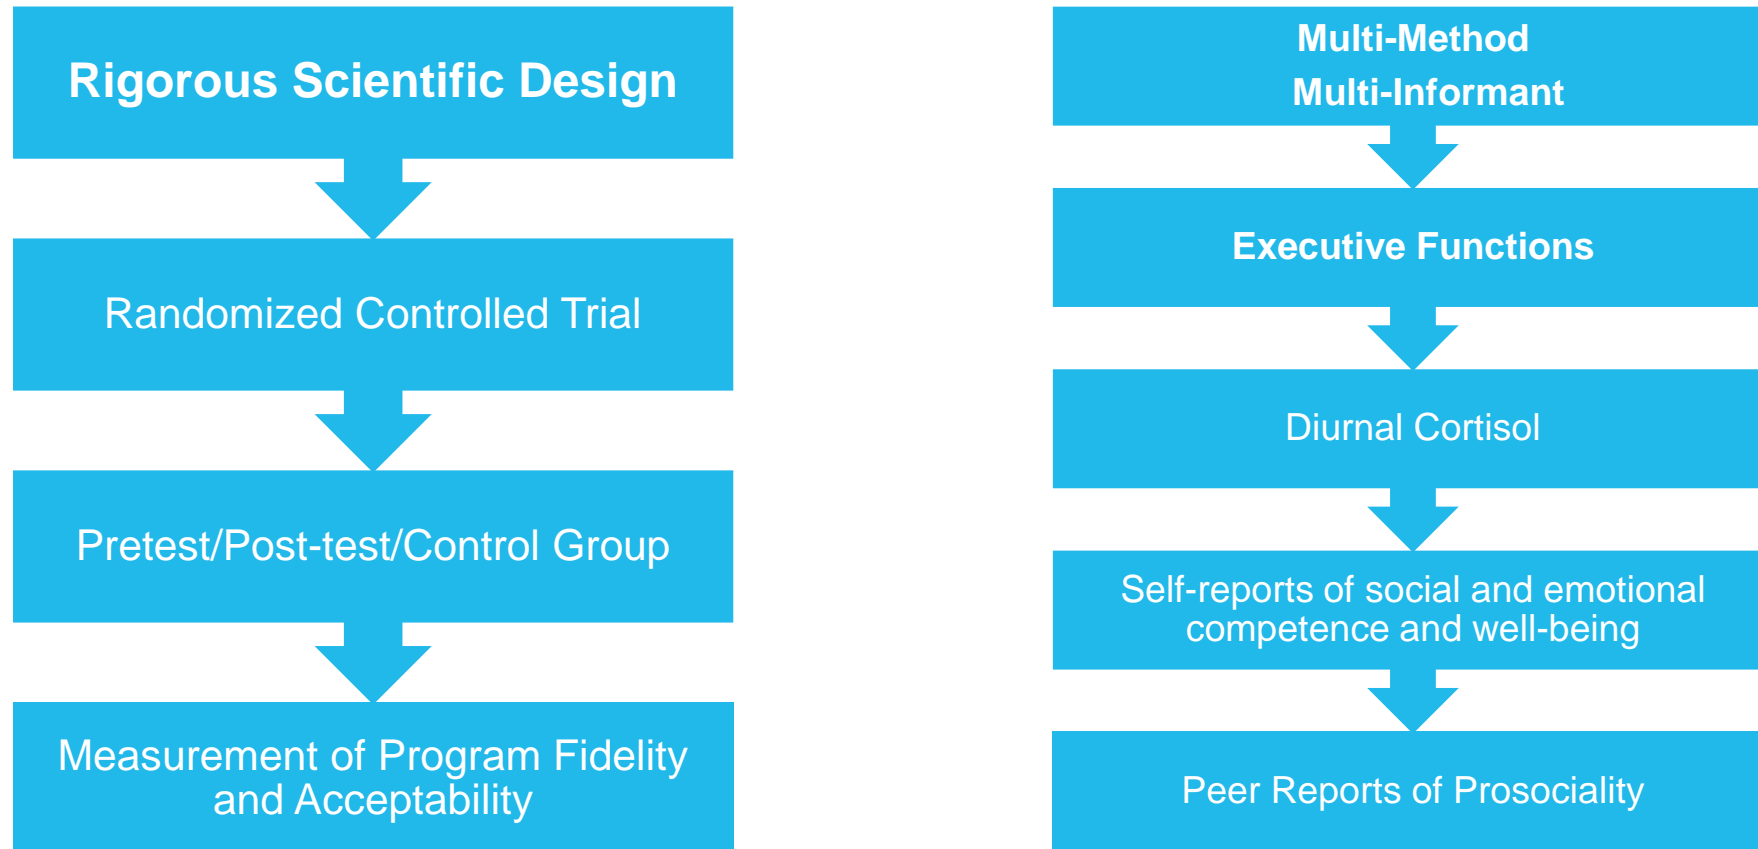 Rigorous Scientific Design
Randomized Controlled Trial
Pretest/Post-test/Control Group
Measurement of Program Fidelity
and Acceptability
Multi-Method
Multi-Informant
Executive Functions
Diurnal Cortisol
Self-reports of social and emotional
competence and well-being
Peer Reports of Prosociality